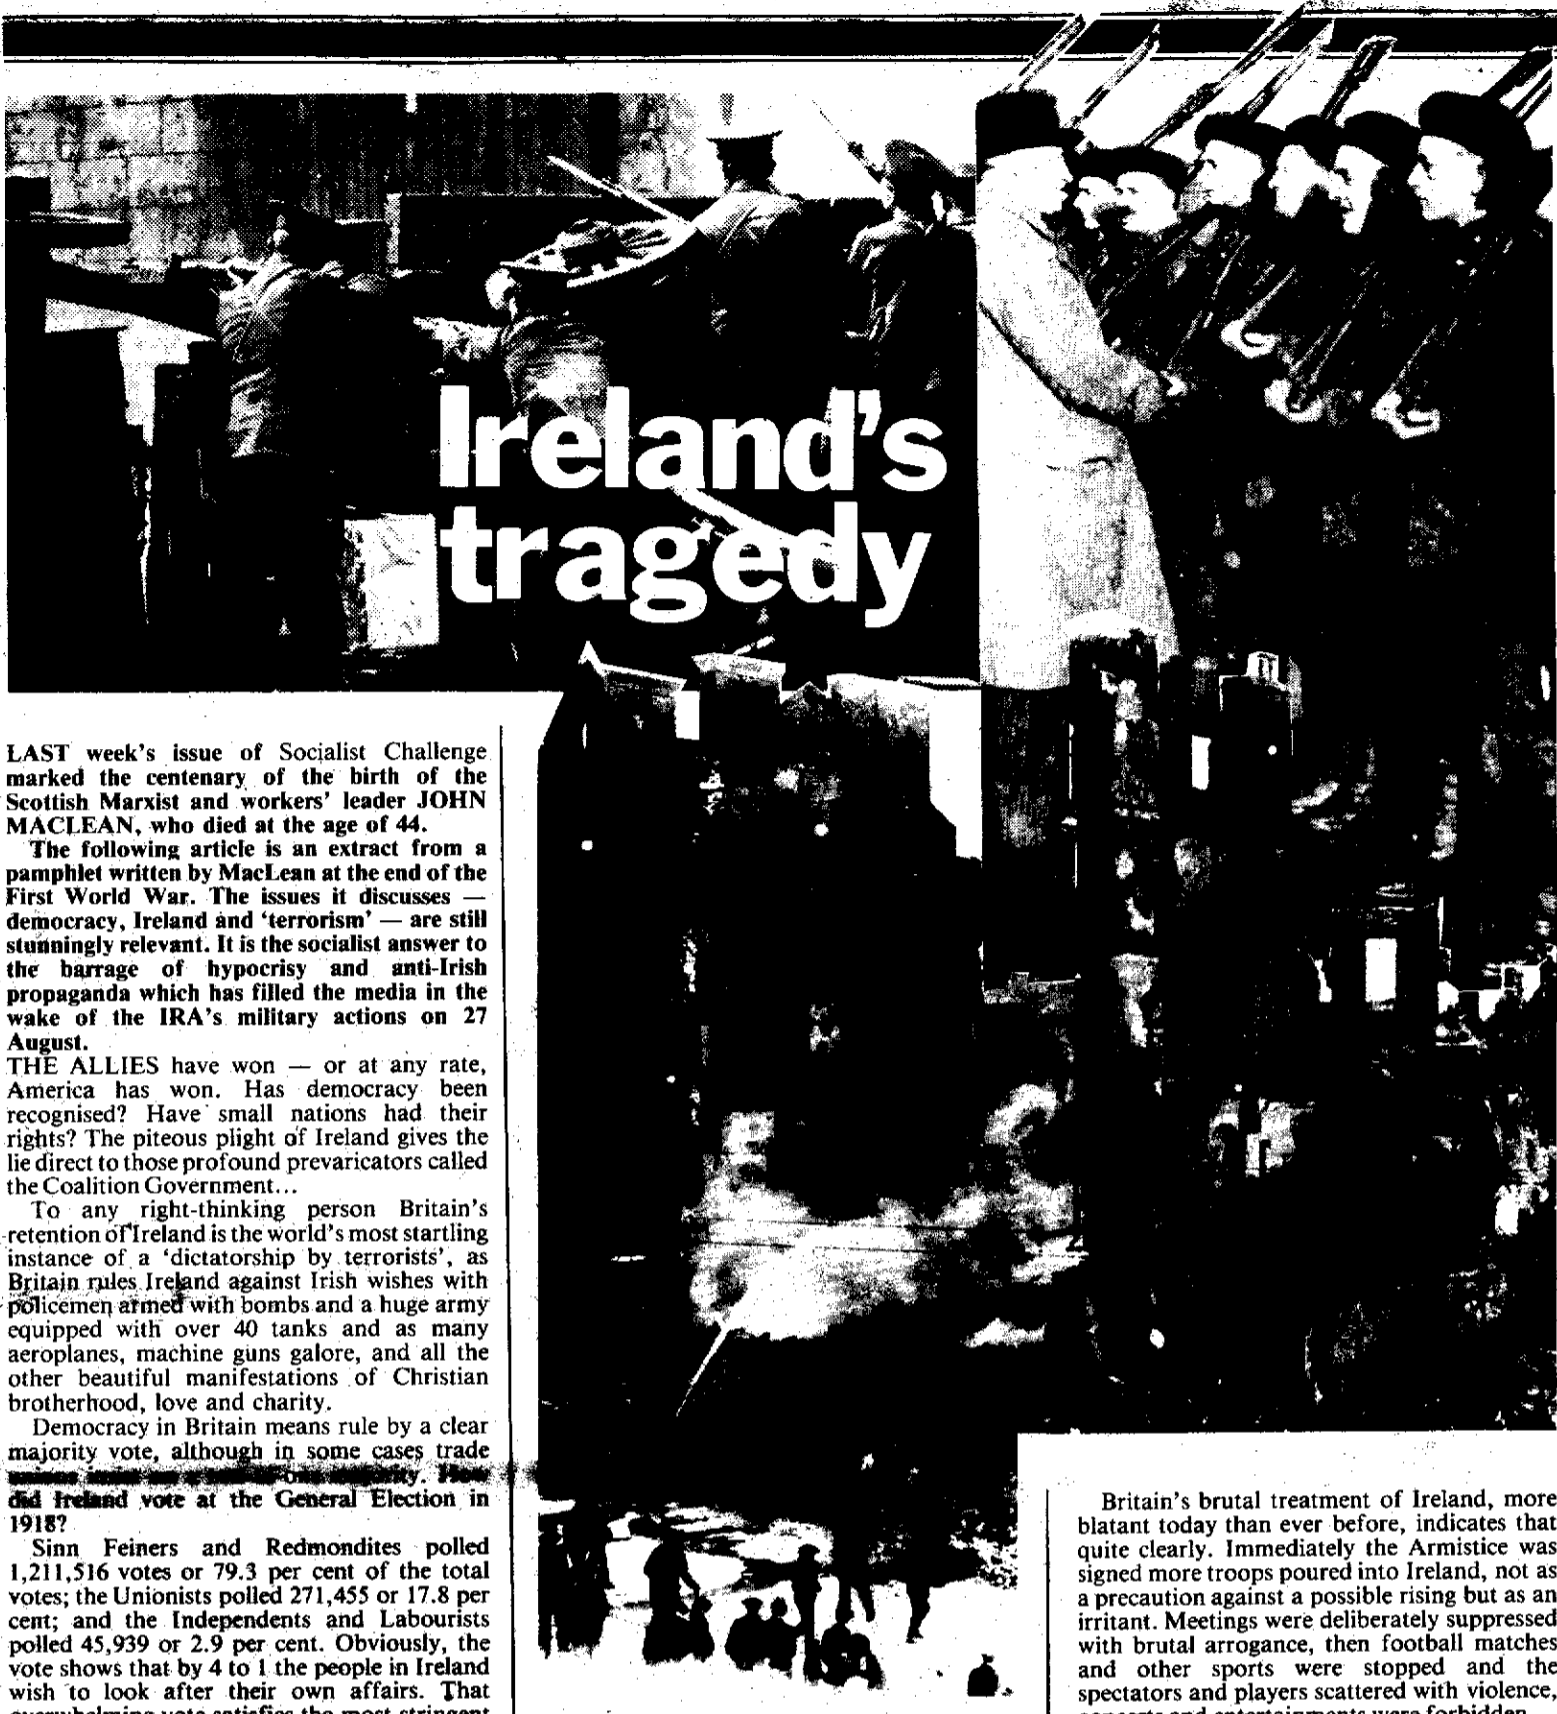 Ireland's
tragedy
LAST week's issue of Socialist Challenge
marked the centenary of the birth of the
Scottish Marxist and workers' leader JOHN
MACLEAN, who died at the age of 44.
The following article is an extract from a
pamphlet written by MacLean at the end of the
First World War. The issues it discusses —
democracy, Ireland and 'terrorism' — are still
stunningly relevant. It is the socialist answer to
the barrage of hypocrisy and anti-Irish
propaganda which has filled the media in the
wake of the IRA's military actions on 27
August.
THE ALLIES have won — or at any rate,
America has won. Has democracy been
recognised? Have small nations had their
rights? The piteous plight of Ireland gives the
lie direct to those profound prevaricators called
the Coalition Government...
To any right-thinking person Britain's
retention of Ireland is the world's most startling
instance of a 'dictatorship by terrorists', as
Britain rules Ireland against Irish wishes with
policemen armed with bombs and a huge army
equipped with over 40 tanks and as many
aeroplanes, machine guns galore, and all the
other beautiful manifestations of Christian
brotherhood, love and charity.
Democracy in Britain means rule by a clear
majority vote, although in some cases trade
majority. How
did Ireland vote at the General Election in
1918?
Sinn Feiners and Redmondites polled
1,211,516 votes or 79.3 per cent of the total
votes; the Unionists polled 271,455 or 17.8 per
cent; and the Independents and Labourists
polled 45,939 or 2.9 per cent. Obviously, the
vote shows that by 4 to 1 the people in Ireland
wish to look after their own affairs. That
overwhelming vote satisfies the most stringent
Britain's brutal treatment of Ireland, more
blatant today than ever before, indicates that
quite clearly. Immediately the Armistice was
signed more troops poured into Ireland, not as
a precaution against a possible rising but as an
irritant. Meetings were deliberately suppressed
with brutal arrogance, then football matches
and other sports were stopped and the
spectators and players scattered with violence,
concerts and entertainments were forbidden